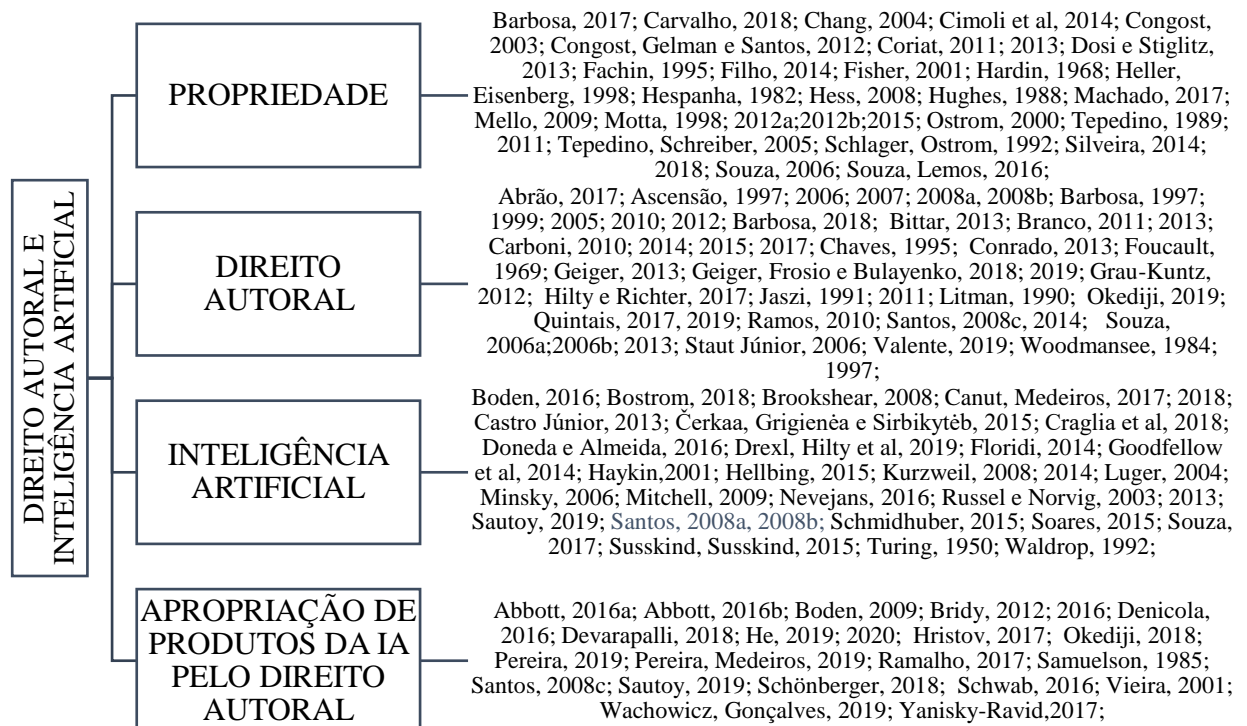 DIREITO AUTORAL E
INTELIGÊNCIA ARTIFICIAL
PROPRIEDADE
Barbosa, 2017; Carvalho, 2018; Chang, 2004; Cimoli et al, 2014; Congost,
2003; Congost, Gelman e Santos, 2012; Coriat, 2011; 2013; Dosi e Stiglitz,
2013; Fachin, 1995; Filho, 2014; Fisher, 2001; Hardin, 1968; Heller,
Eisenberg, 1998; Hespanha, 1982; Hess, 2008; Hughes, 1988; Machado, 2017;
Mello, 2009; Motta, 1998; 2012a;2012b;2015; Ostrom, 2000; Tepedino, 1989;
2011; Tepedino, Schreiber, 2005; Schlager, Ostrom, 1992; Silveira, 2014;
2018; Souza, 2006; Souza, Lemos, 2016;
DIREITO
AUTORAL
Abrão, 2017; Ascensão, 1997; 2006; 2007; 2008a, 2008b; Barbosa, 1997;
1999; 2005; 2010; 2012; Barbosa, 2018; Bittar, 2013; Branco, 2011; 2013;
Carboni, 2010; 2014; 2015; 2017; Chaves, 1995; Conrado, 2013; Foucault,
1969; Geiger, 2013; Geiger, Frosio e Bulayenko, 2018; 2019; Grau-Kuntz,
2012; Hilty e Richter, 2017; Jaszi, 1991; 2011; Litman, 1990; Okediji, 2019;
Quintais, 2017, 2019; Ramos, 2010; Santos, 2008c, 2014; Souza,
2006a;2006b; 2013; Staut Júnior, 2006; Valente, 2019; Woodmansee, 1984;
1997;
INTELIGÊNCIA
ARTIFICIAL
Boden, 2016; Bostrom, 2018; Brookshear, 2008; Canut, Medeiros, 2017; 2018;
Castro Júnior, 2013; Čerkaa, Grigienėa e Sirbikytėb, 2015; Craglia et al, 2018;
Doneda e Almeida, 2016; Drexl, Hilty et al, 2019; Floridi, 2014; Goodfellow
et al, 2014; Haykin,2001; Hellbing, 2015; Kurzweil, 2008; 2014; Luger, 2004;
Minsky, 2006; Mitchell, 2009; Nevejans, 2016; Russel e Norvig, 2003; 2013;
Sautoy, 2019; Santos, 2008a, 2008b; Schmidhuber, 2015; Soares, 2015; Souza,
2017; Susskind, Susskind, 2015; Turing, 1950; Waldrop, 1992;
APROPRIAÇÃO DE
PRODUTOS DA IA
PELO DIREITO
AUTORAL
Abbott, 2016a; Abbott, 2016b; Boden, 2009; Bridy, 2012; 2016; Denicola,
2016; Devarapalli, 2018; He, 2019; 2020; Hristov, 2017; Okediji, 2018;
Pereira, 2019; Pereira, Medeiros, 2019; Ramalho, 2017; Samuelson, 1985;
Santos, 2008c; Sautoy, 2019; Schönberger, 2018; Schwab, 2016; Vieira, 2001;
Wachowicz, Gonçalves, 2019; Yanisky-Ravid,2017;